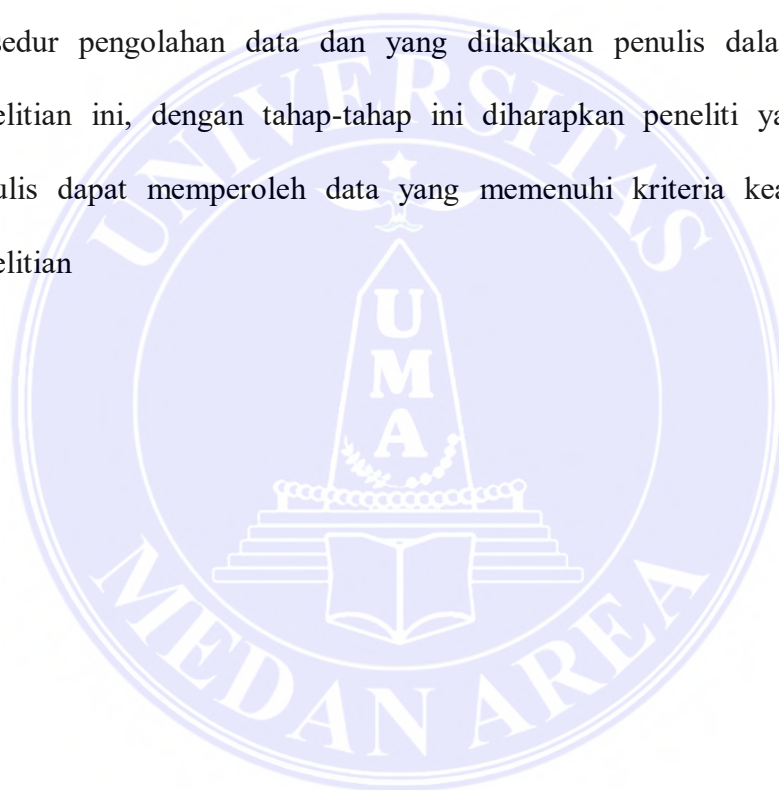 sedur pengolahan data dan yang dilakukan penulis dala
elitian ini, dengan tahap-tahap ini diharapkan peneliti ya
ulis dapat memperoleh data yang memenuhi kriteria kea
elitian
UNIVERSITAS
U
M
A
MEDAN AREA